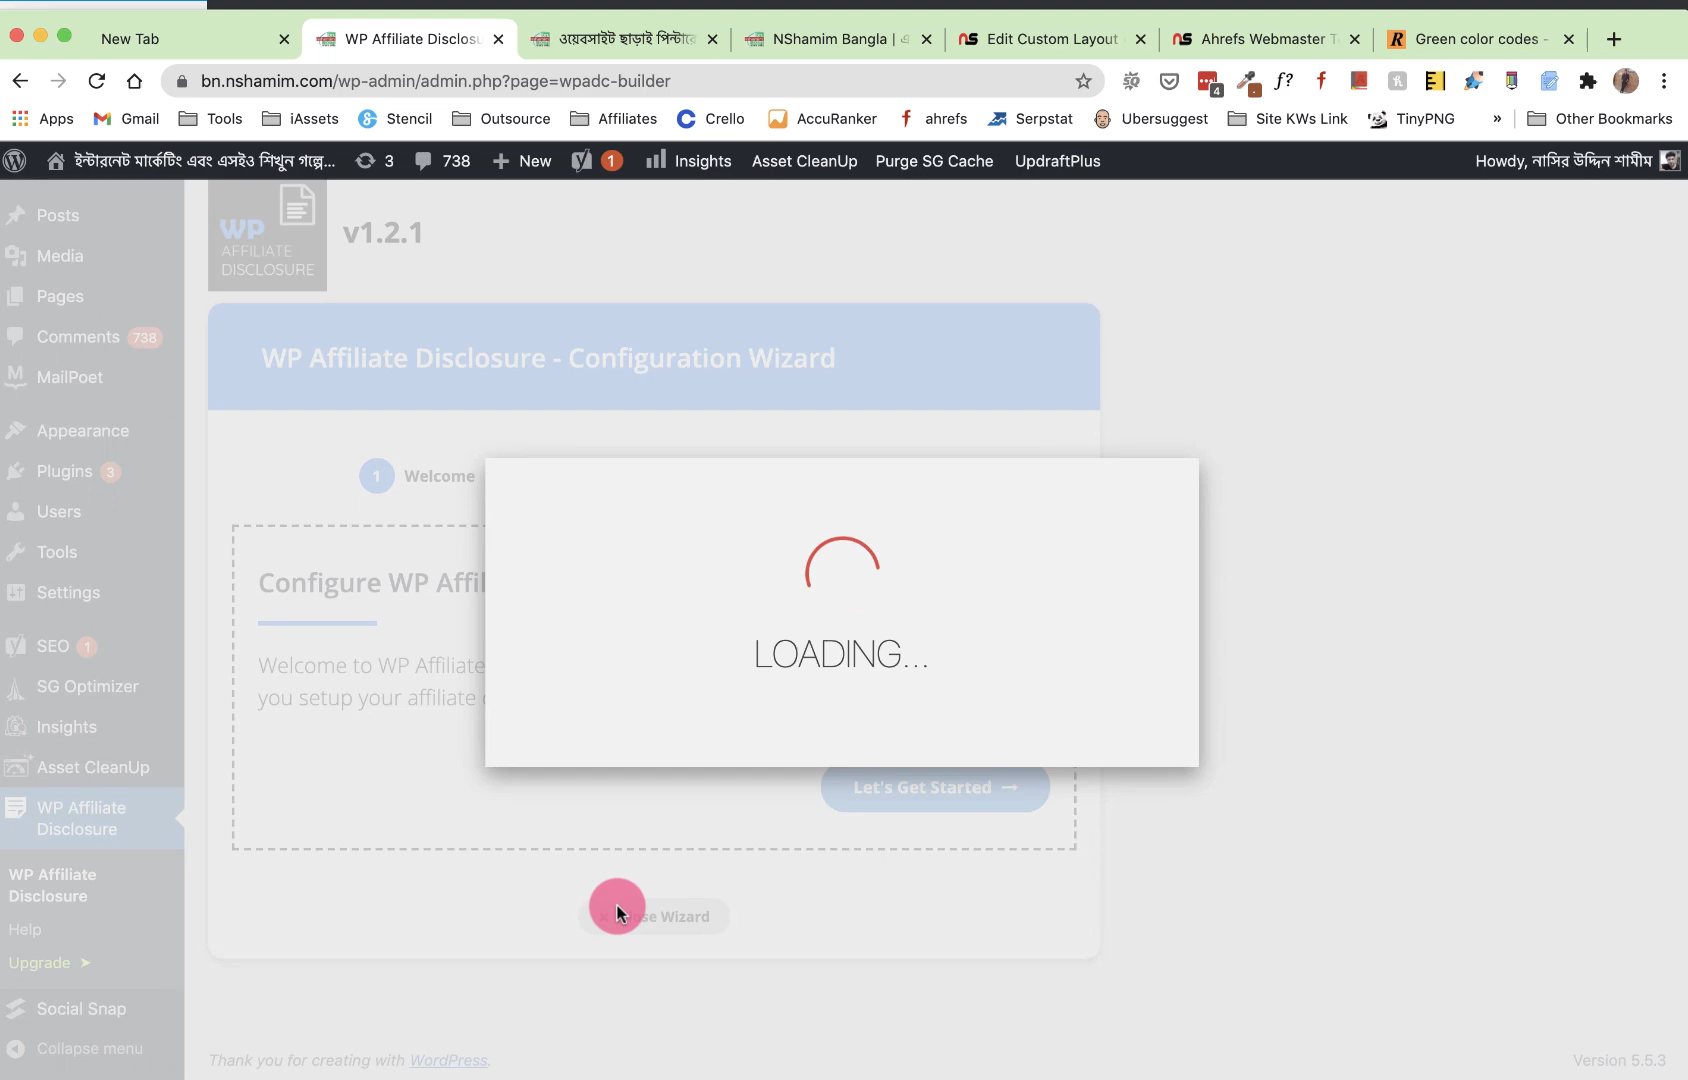 New Tab
WP Affiliate Disclosu
ওয়েবসাইট ছাড়াই পিন্টারে
NShamim Bangla |
Edit Custom Layout
Ahrefs Webmaster T
Green color codes -
bn.nshamim.com/wp-admin/admin.php?page=wpadc-builder
4
f?
Apps
Gmail
Tools
iAssets
Stencil
Outsource
Affiliates
Crello
AccuRanker
ahrefs
Serpstat
Ubersuggest
Site KWs Link
TinyPNG
»
Other Bookmarks
ইন্টারনেট মার্কেটিং এবং এসইও শিখুন গল্পে...
3
738
New
1
Insights
Asset CleanUp
Purge SG Cache
UpdraftPlus
Howdy, নাসির উদ্দিন শামীম
Posts
Media
Pages
Comments 738
MailPoet
Appearance
Plugins 3
Users
Tools
Settings
SEO 1
SG Optimizer
Insights
Asset CleanUp
WP Affiliate
Disclosure
WP Affiliate
Disclosure
Help
Upgrade ➤
Social Snap
Collapse menu
WP
AFFILIATE
DISCLOSURE
v1.2.1
WP Affiliate Disclosure - Configuration Wizard
1 Welcome
Configure WP Affil
Welcome to WP Affiliate
you setup your affiliate
LOADING...
Let's Get Started →
se Wizard
Thank you for creating with WordPress.
Version 5.5.3